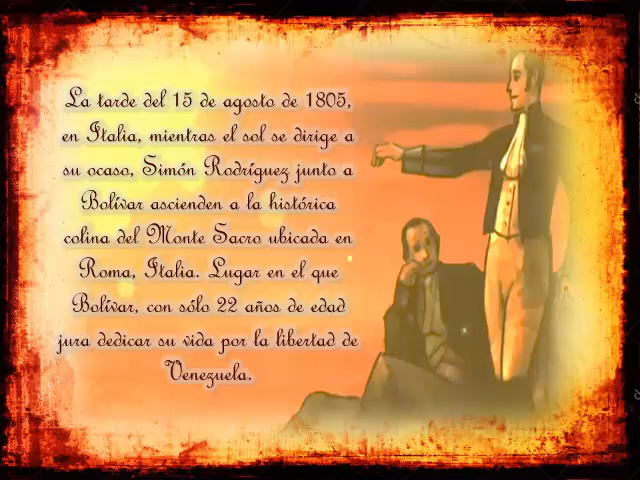 La tarde del 15 de agosto de 1805,
en Italia, mientras el sol se dirige a
su ocaso, Simón Rodríguez junto a
Bolívar ascienden a la histórica
colina del Monte Sacro ubicada en
Roma, Italia. Lugar en el que
Bolívar, con sólo 22 años de edad
jura dedicar su vida por la libertad de
Venezuela.